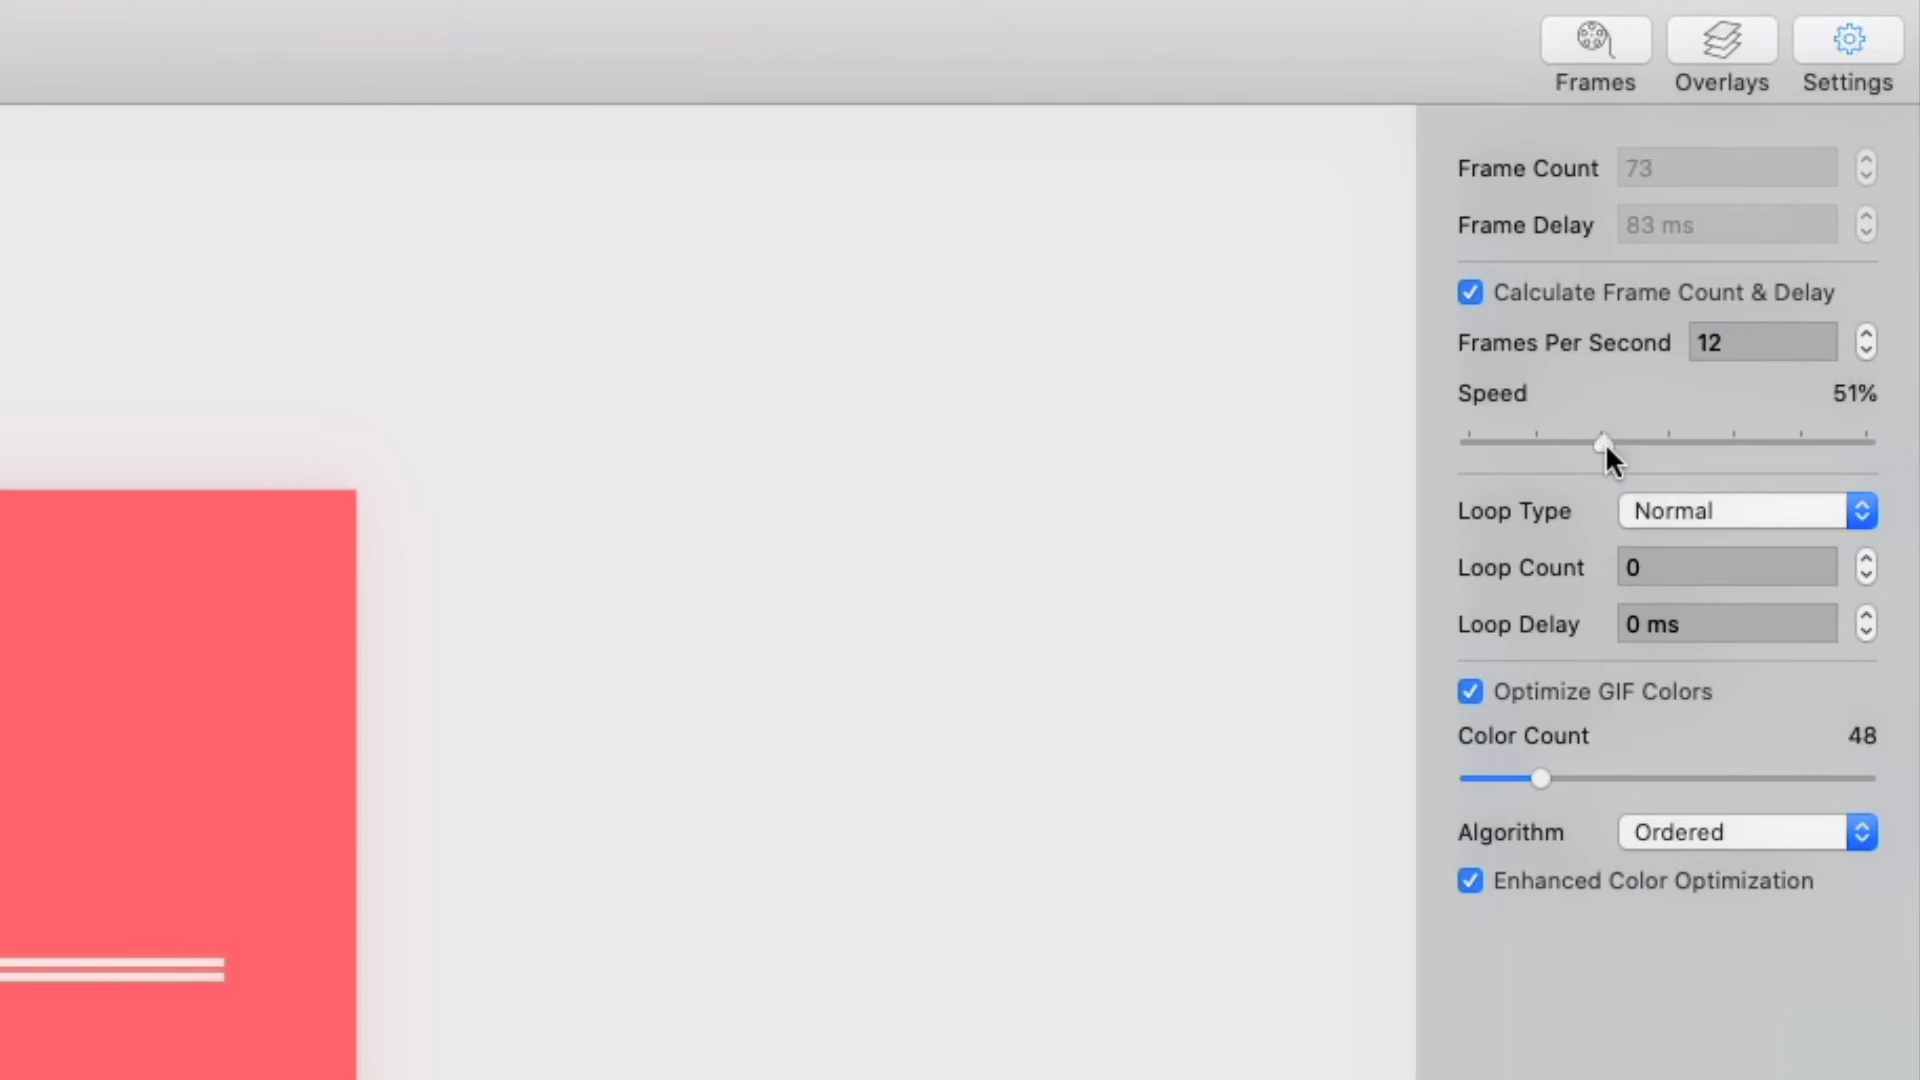 Frames Overlays Settings
Frame Count 73
Frame Delay 83 ms
Calculate Frame Count & Delay
Frames Per Second 12
Speed 51%
Loop Type Normal
Loop Count 0
Loop Delay 0 ms
Optimize GIF Colors
Color Count 48
Algorithm Ordered
Enhanced Color Optimization